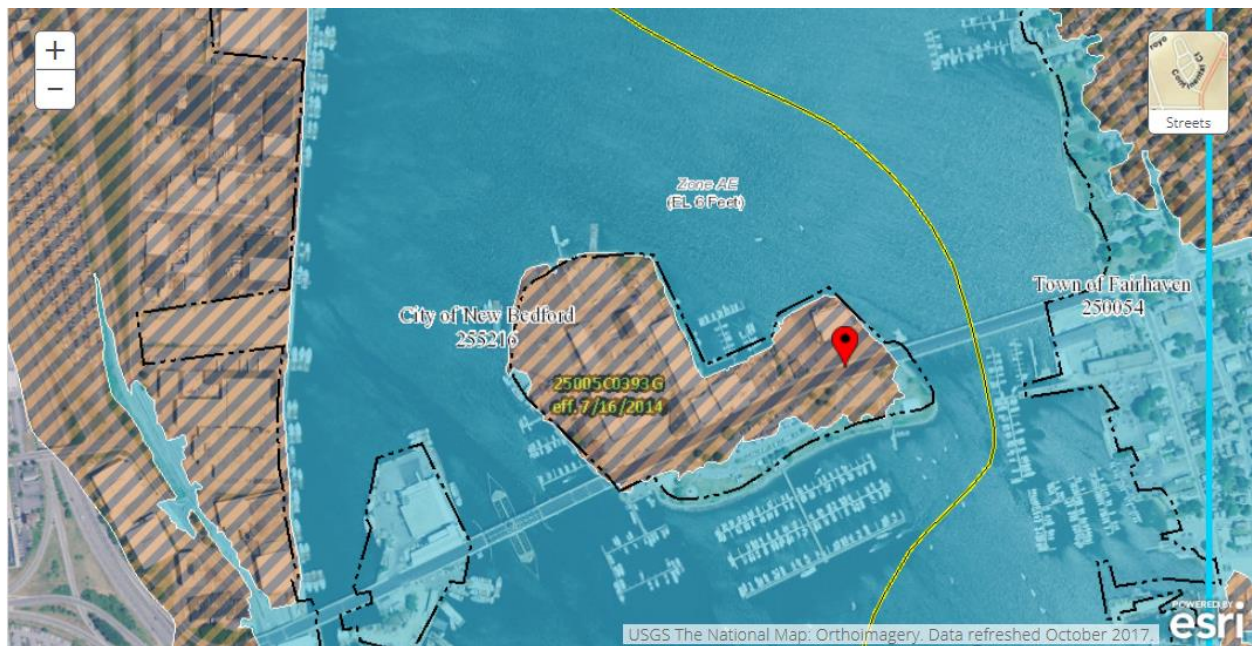 +
−
Streets
Zone AE
(EL 6 Feet)
Town of Fairhaven
250054
City of New Bedford
255216
25005C0393G
eff. 7/16/2014
POWERED BY
esri
USGS The National Map: Orthoimagery. Data refreshed October 2017.